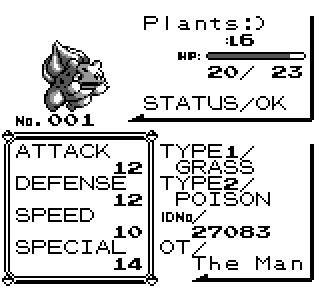 Plants:)
:L6
HP:
20/ 23
STATUS/OK
No.001
ATTACK
12
DEFENSE
12
SPEED
10
SPECIAL
14
TYPE1/
GRASS
TYPE2/
POISON
IDNo/
27083
OT/
The Man